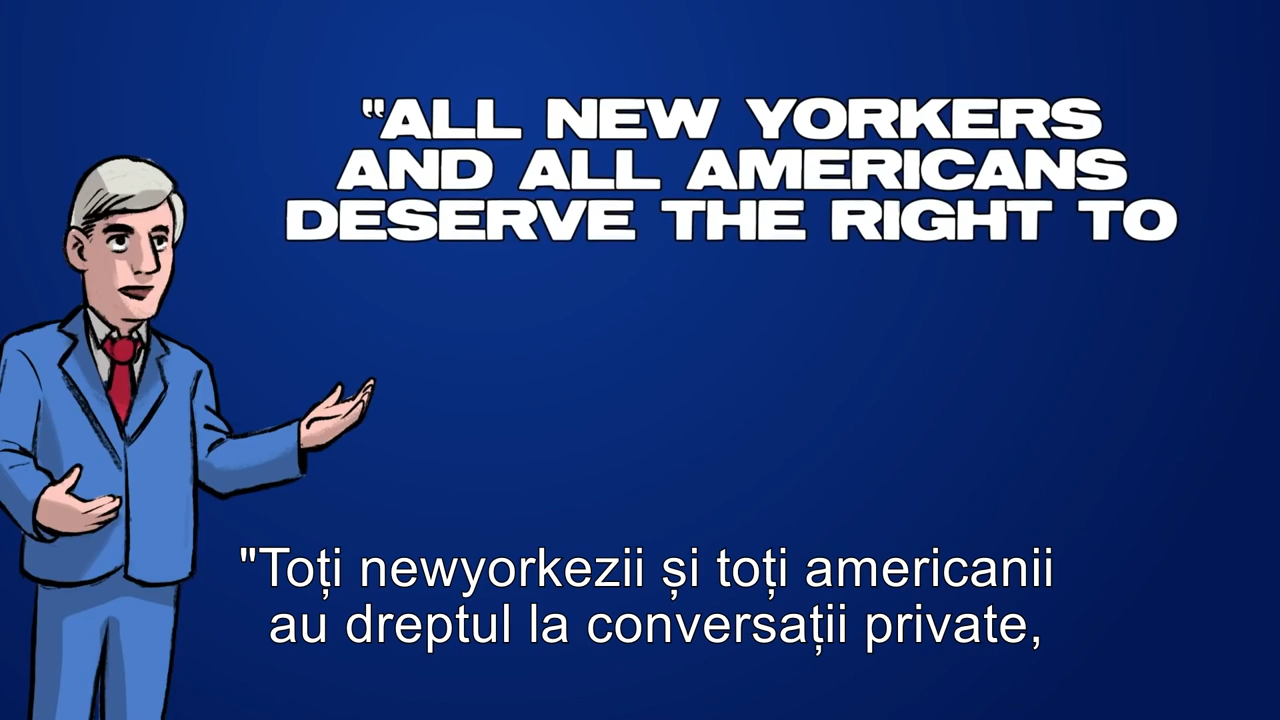 “ALL NEW YORKERS
AND ALL AMERICANS
DESERVE THE RIGHT TO
"Toți newyorkezii și toți americanii
au dreptul la conversații private,